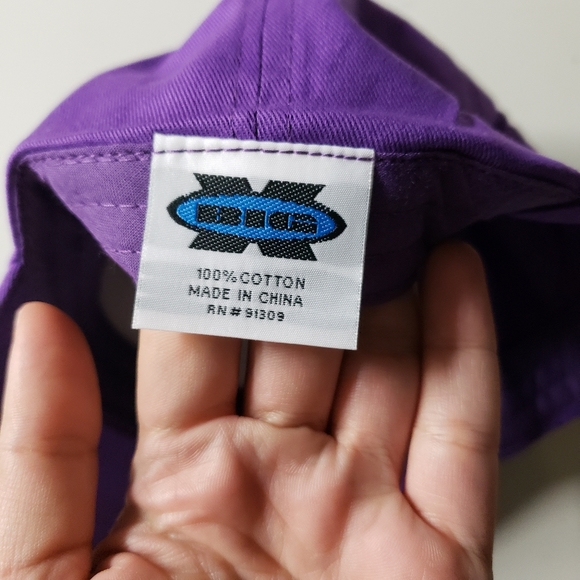 100% COTTON
MADE IN CHINA
RN# 91309